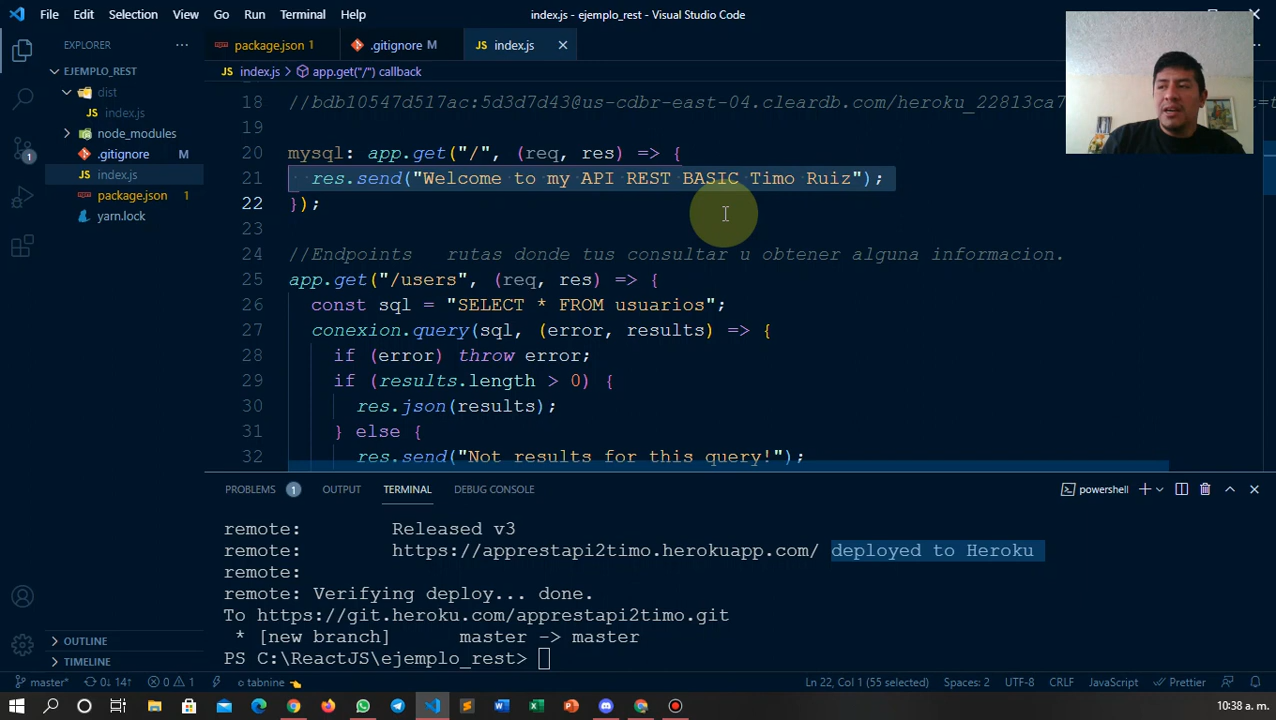 File Edit Selection View Go Run Terminal Help
index.js - ejemplo_rest - Visual Studio Code
EXPLORER
EJEMPLO_REST
dist
JS index.js
node_modules
.gitignore M
JS index.js
package.json 1
yarn.lock
OUTLINE
TIMELINE
package.json 1 .gitignore M JS index.js
JS index.js app.get("/") callback
18 //bdb10547d517ac:5d3d7d43@us-cdbr-east-04.cleardb.com/heroku_22813ca7
19
20 mysql: app.get("/", (req, res) => {
21 res.send("Welcome to my API REST BASIC Timo Ruiz");
22 });
23
24 //Endpoints rutas donde tus consultar u obtener alguna informacion.
25 app.get("/users", (req, res) => {
26 const sql = "SELECT * FROM usuarios";
27 conexion.query(sql, (error, results) => {
28 if (error) throw error;
29 if (results.length > 0) {
30 res.json(results);
31 } else {
32 res.send("Not results for this query!");
PROBLEMS 1 OUTPUT TERMINAL DEBUG CONSOLE
powershell
remote: Released v3
remote: https://apprestapi2timo.herokuapp.com/ deployed to Heroku
remote:
remote: Verifying deploy... done.
To https://git.heroku.com/apprestapi2timo.git
* [new branch] master -> master
PS C:\ReactJS\ejemplo_rest>
master* 0↓ 14↑ 0 1 tabnine Ln 22, Col 1 (55 selected) Spaces: 2 UTF-8 CRLF JavaScript Prettier
10:38 a. m.